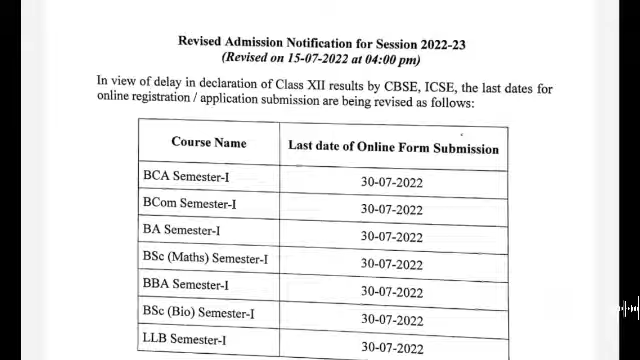 Revised Admission Notification for Session 2022-23
(Revised on 15-07-2022 at 04:00 pm)
In view of delay in declaration of Class XII results by CBSE, ICSE, the last dates for
online registration / application submission are being revised as follows:
Course Name Last date of Online Form Submission
BCA Semester-I 30-07-2022
BCom Semester-I 30-07-2022
BA Semester-I 30-07-2022
BSc (Maths) Semester-I 30-07-2022
BBA Semester-I 30-07-2022
BSc (Bio) Semester-I 30-07-2022
LLB Semester-I 30-07-2022